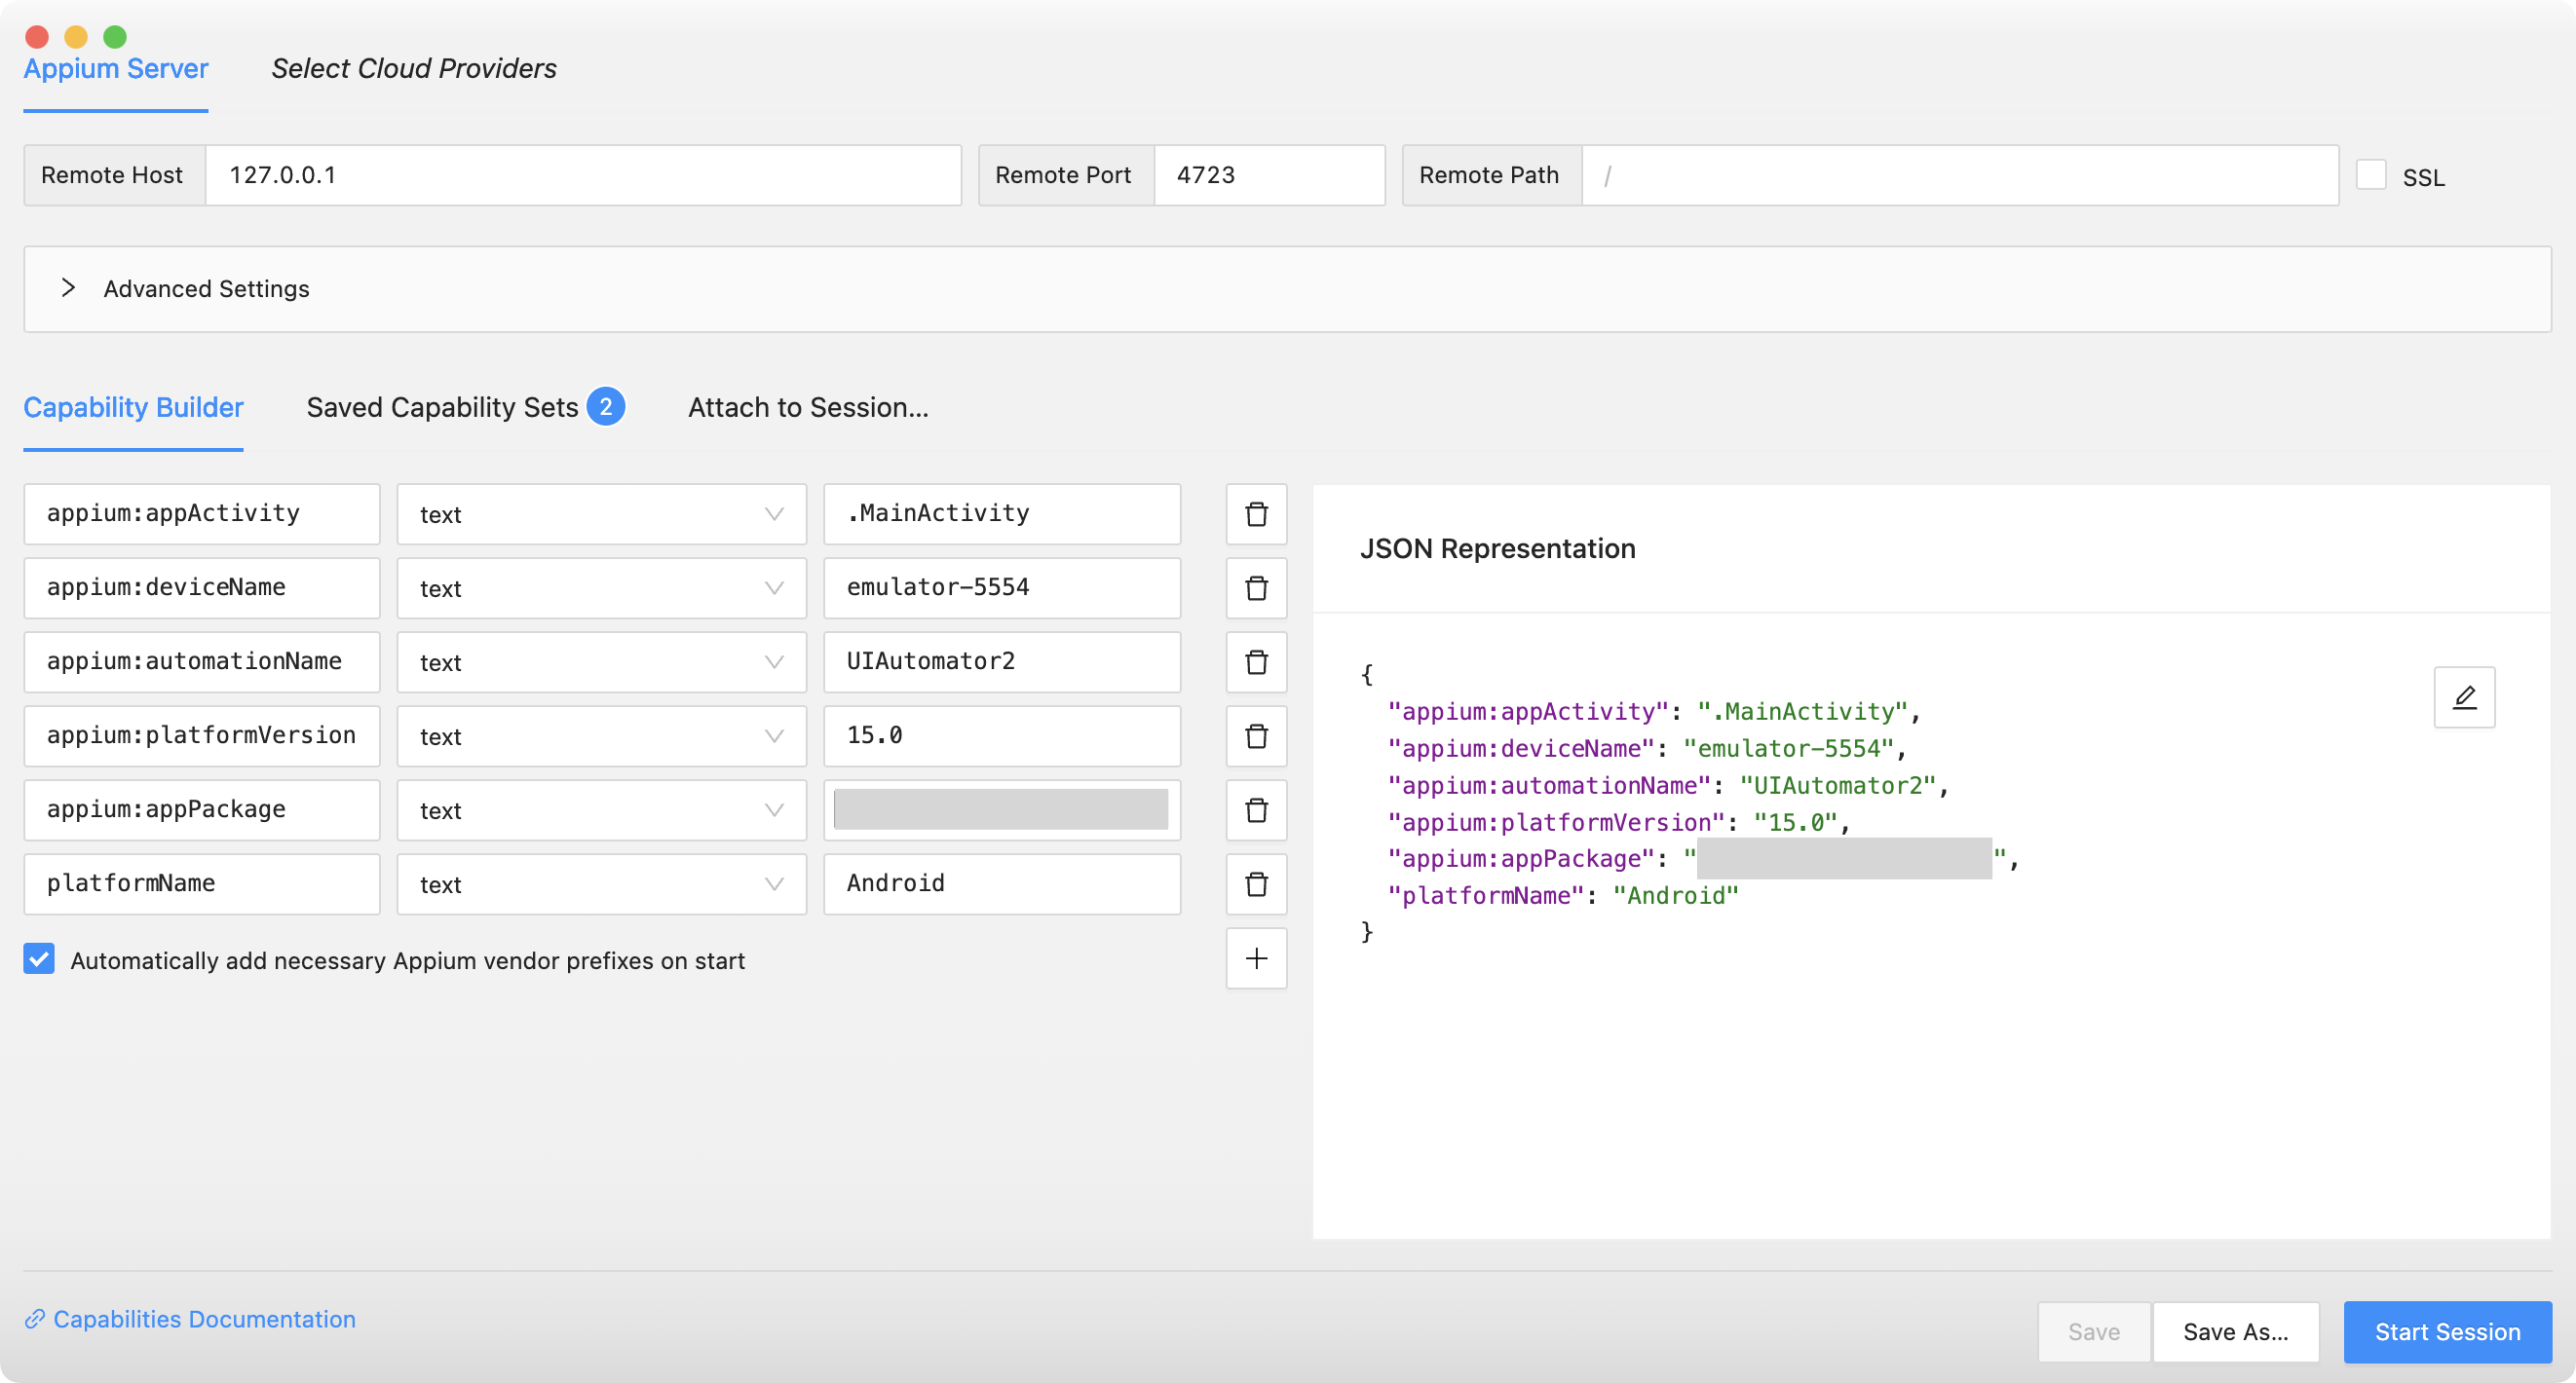 Appium Server Select Cloud Providers
Remote Host 127.0.0.1 Remote Port 4723 Remote Path / SSL
Advanced Settings
Capability Builder Saved Capability Sets 2 Attach to Session...
appium:appActivity text .MainActivity
appium:deviceName text emulator-5554
appium:automationName text UIAutomator2
appium:platformVersion text 15.0
appium:appPackage text
platformName text Android
Automatically add necessary Appium vendor prefixes on start
JSON Representation
{
"appium:appActivity": ".MainActivity",
"appium:deviceName": "emulator-5554",
"appium:automationName": "UIAutomator2",
"appium:platformVersion": "15.0",
"appium:appPackage": " ",
"platformName": "Android"
}
Capabilities Documentation
Save Save As... Start Session